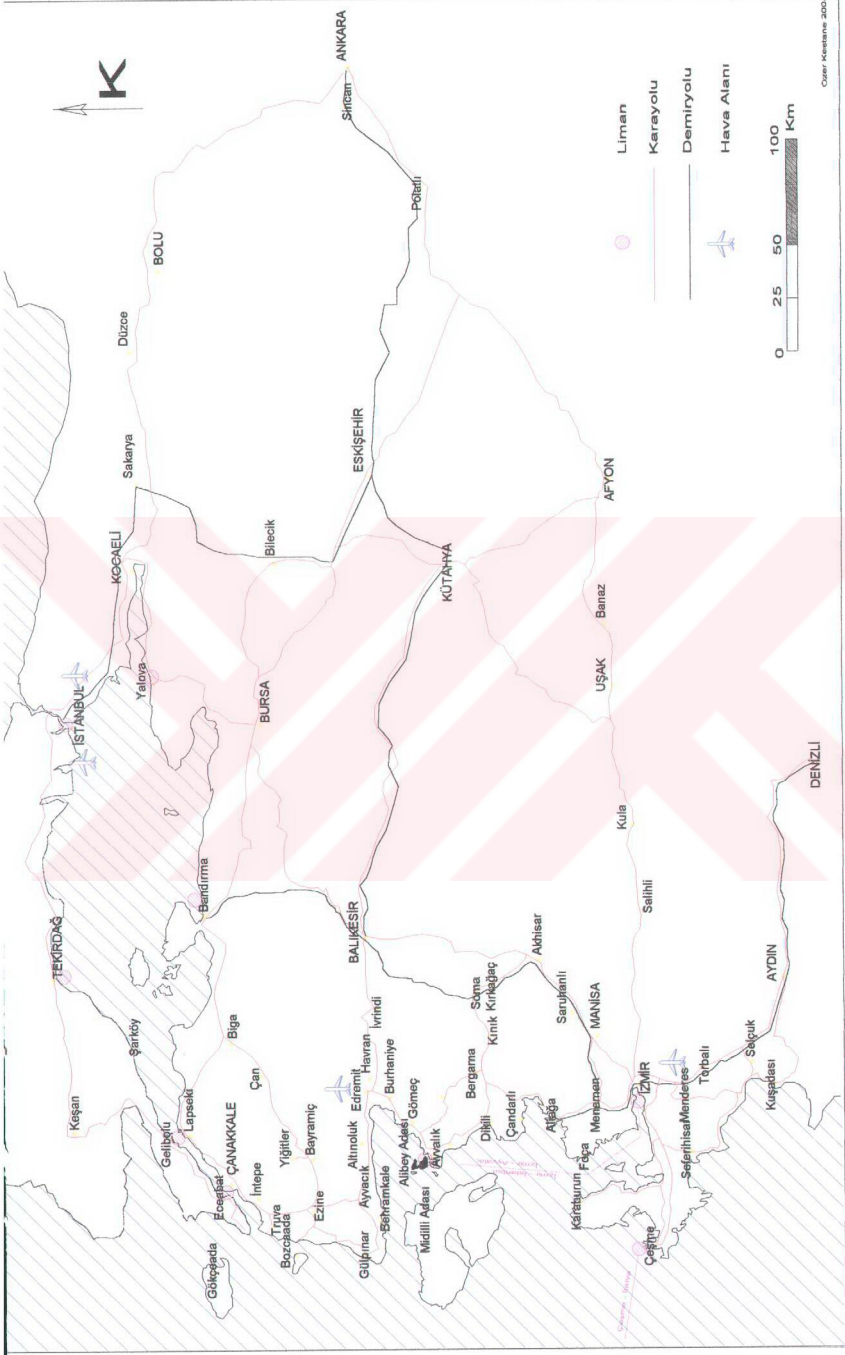 K
TEKİRDAĞ
Keşan
İSTANBUL
KOCAELİ
Sakarya
Düzce
BOLU
Şarköy
Yalova
Gelibolu
Lapseki
Bandırma
Gökçeada
Eceabat
ÇANAKKALE
Biga
BURSA
Bilecik
İntepe
Çan
Truva
Yiğitler
Bozcaada
Bayramiç
Ezine
ANKARA
Sincan
Altınoluk
Edremit
Havran
İvrindi
BALIKESİR
ESKİŞEHİR
Gülpınar
Ayvacık
Behramkale
Burhaniye
Polatlı
Alibey Adası
Gömeç
Midilli Adası
Ayvalık
KÜTAHYA
Bergama
Soma
Kınık
Kırkağaç
Dikili
Çandarlı
Akhisar
Aliağa
Saruhanlı
Karaburun
Foça
Menemen
MANİSA
UŞAK
Banaz
AFYON
Çeşme
İZMİR
Salihli
Kula
Seferihisar
Menderes
Torbalı
Selçuk
Kuşadası
AYDIN
DENİZLİ
Liman
Karayolu
Demiryolu
Hava Alanı
0 25 50 100
Km